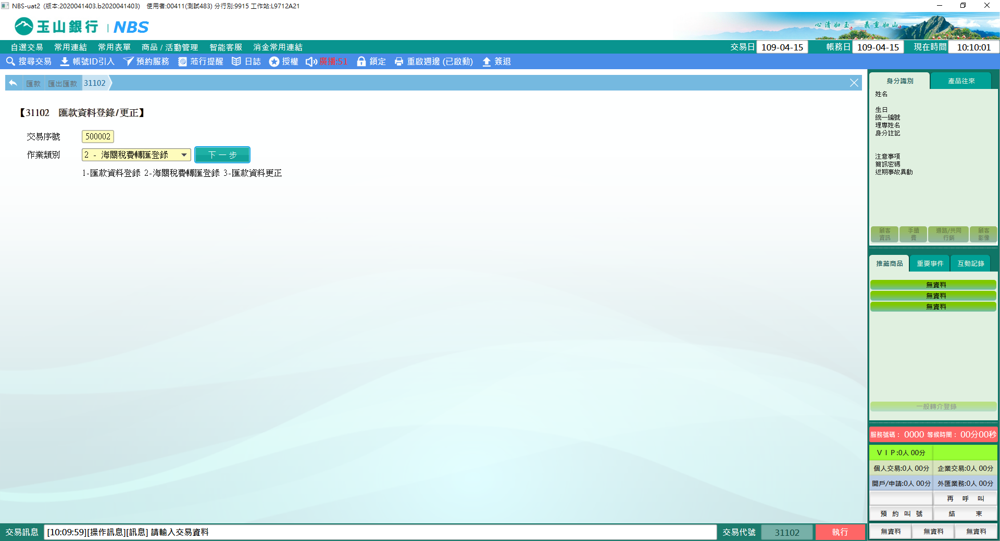 NBS-uat2 (版本:2020041403.b2020041403) 使用者:00411(測試483) 分行別:9915 工作站:L9712A21
玉山銀行 | NBS
心清如玉 義重如山
自選交易 常用連結 常用表單 商品 / 活動管理 智能客服 消金常用連結 交易日 109-04-15 帳務日 109-04-15 現在時間 10:10:01
搜尋交易 帳號ID引入 預約服務 蒞行提醒 日誌 授權 廣播:51 鎖定 重啟週邊 (已啟動) 簽退
匯款 匯出匯款 31102
【31102 匯款資料登錄/更正】
交易序號 500002
作業類別 2 - 海關稅費轉匯登錄 下一步
1-匯款資料登錄 2-海關稅費轉匯登錄 3-匯款資料更正
身分識別 產品往來
姓名
生日
統一編號
理專姓名
身分註記
注意事項
簡訊密碼
近期事故異動
顧客資訊 手續費 通路/共同行銷 顧客影像
推薦商品 重要事件 互動記錄
無資料
無資料
無資料
一般轉介登錄
服務號碼： 0000 等候時間： 00分00秒
ＶＩＰ:0人 00分
個人交易:0人 00分 企業交易:0人 00分
開戶/申請:0人 00分 外匯業務:0人 00分
再 呼 叫
預 約 叫 號 結 束
無資料 無資料 無資料
交易訊息 [10:09:59][操作訊息][訊息] 請輸入交易資料 交易代號 31102 執行